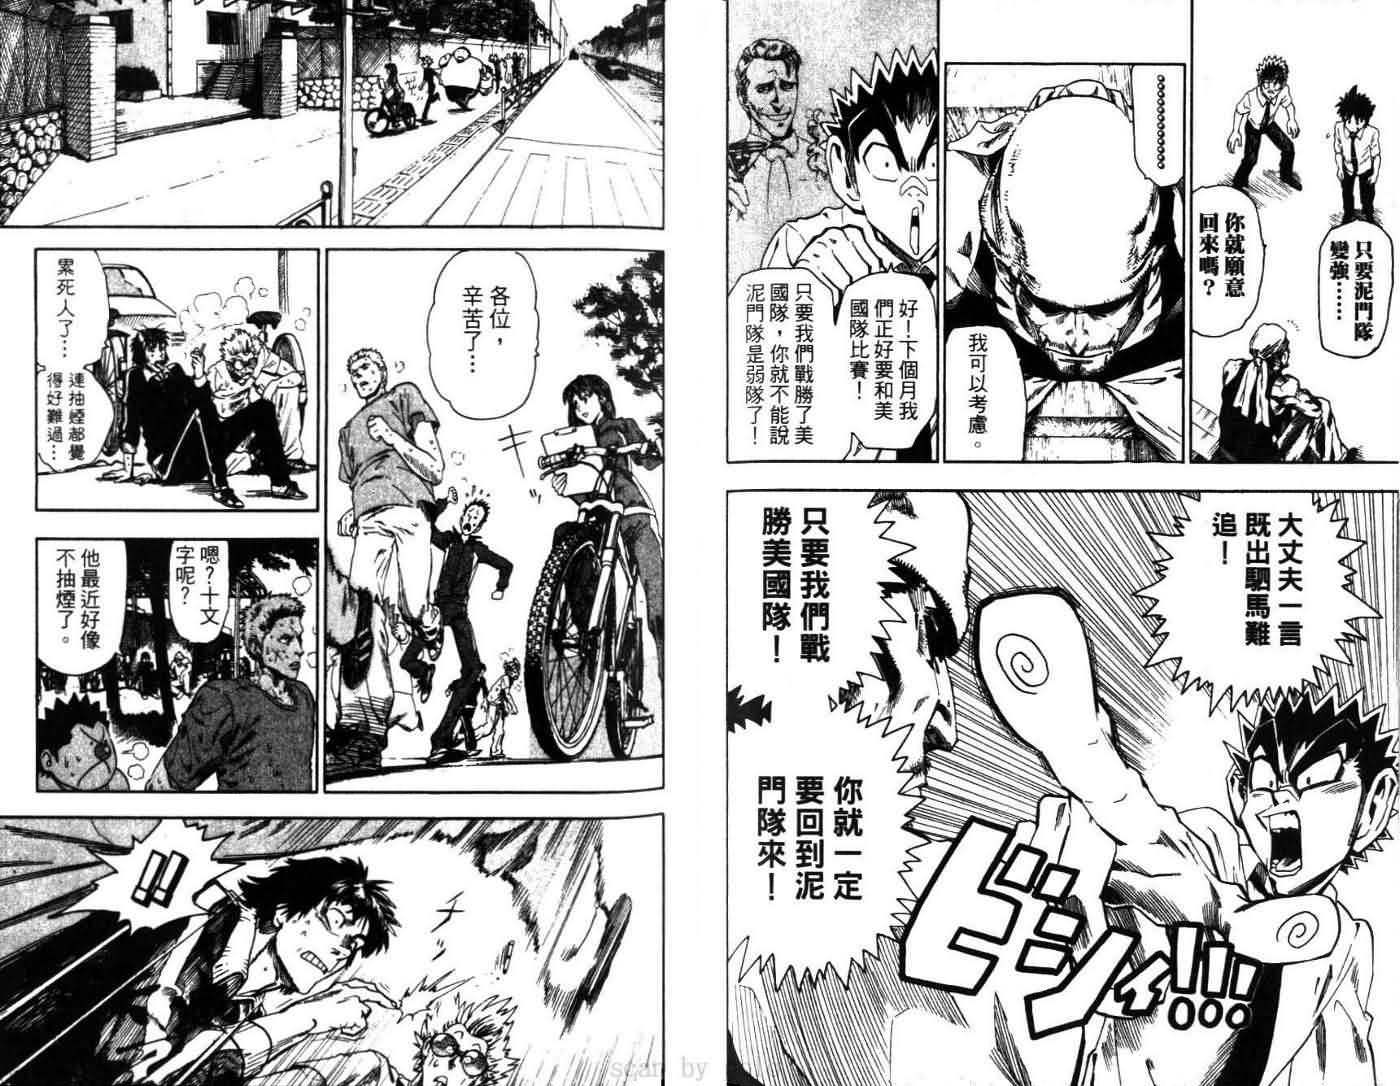 只要泥門隊
變強……
你就願意
回來嗎？
………………
我可以考慮。
好！下個月我
們正好要和美
國隊比賽！
只要我們戰勝了美
國隊，你就不能說
泥門隊是弱隊了！
大丈夫一言
既出駟馬難
追！
只要我們戰
勝美國隊！
你就一定
要回到泥
門隊來！
ビシィ!!!
各位，
辛苦了…
キ
累死人了…
連抽煙都覺
得好難過…
嗯？十文
字呢？
他最近好像
不抽煙了。
!!
チ
scan by